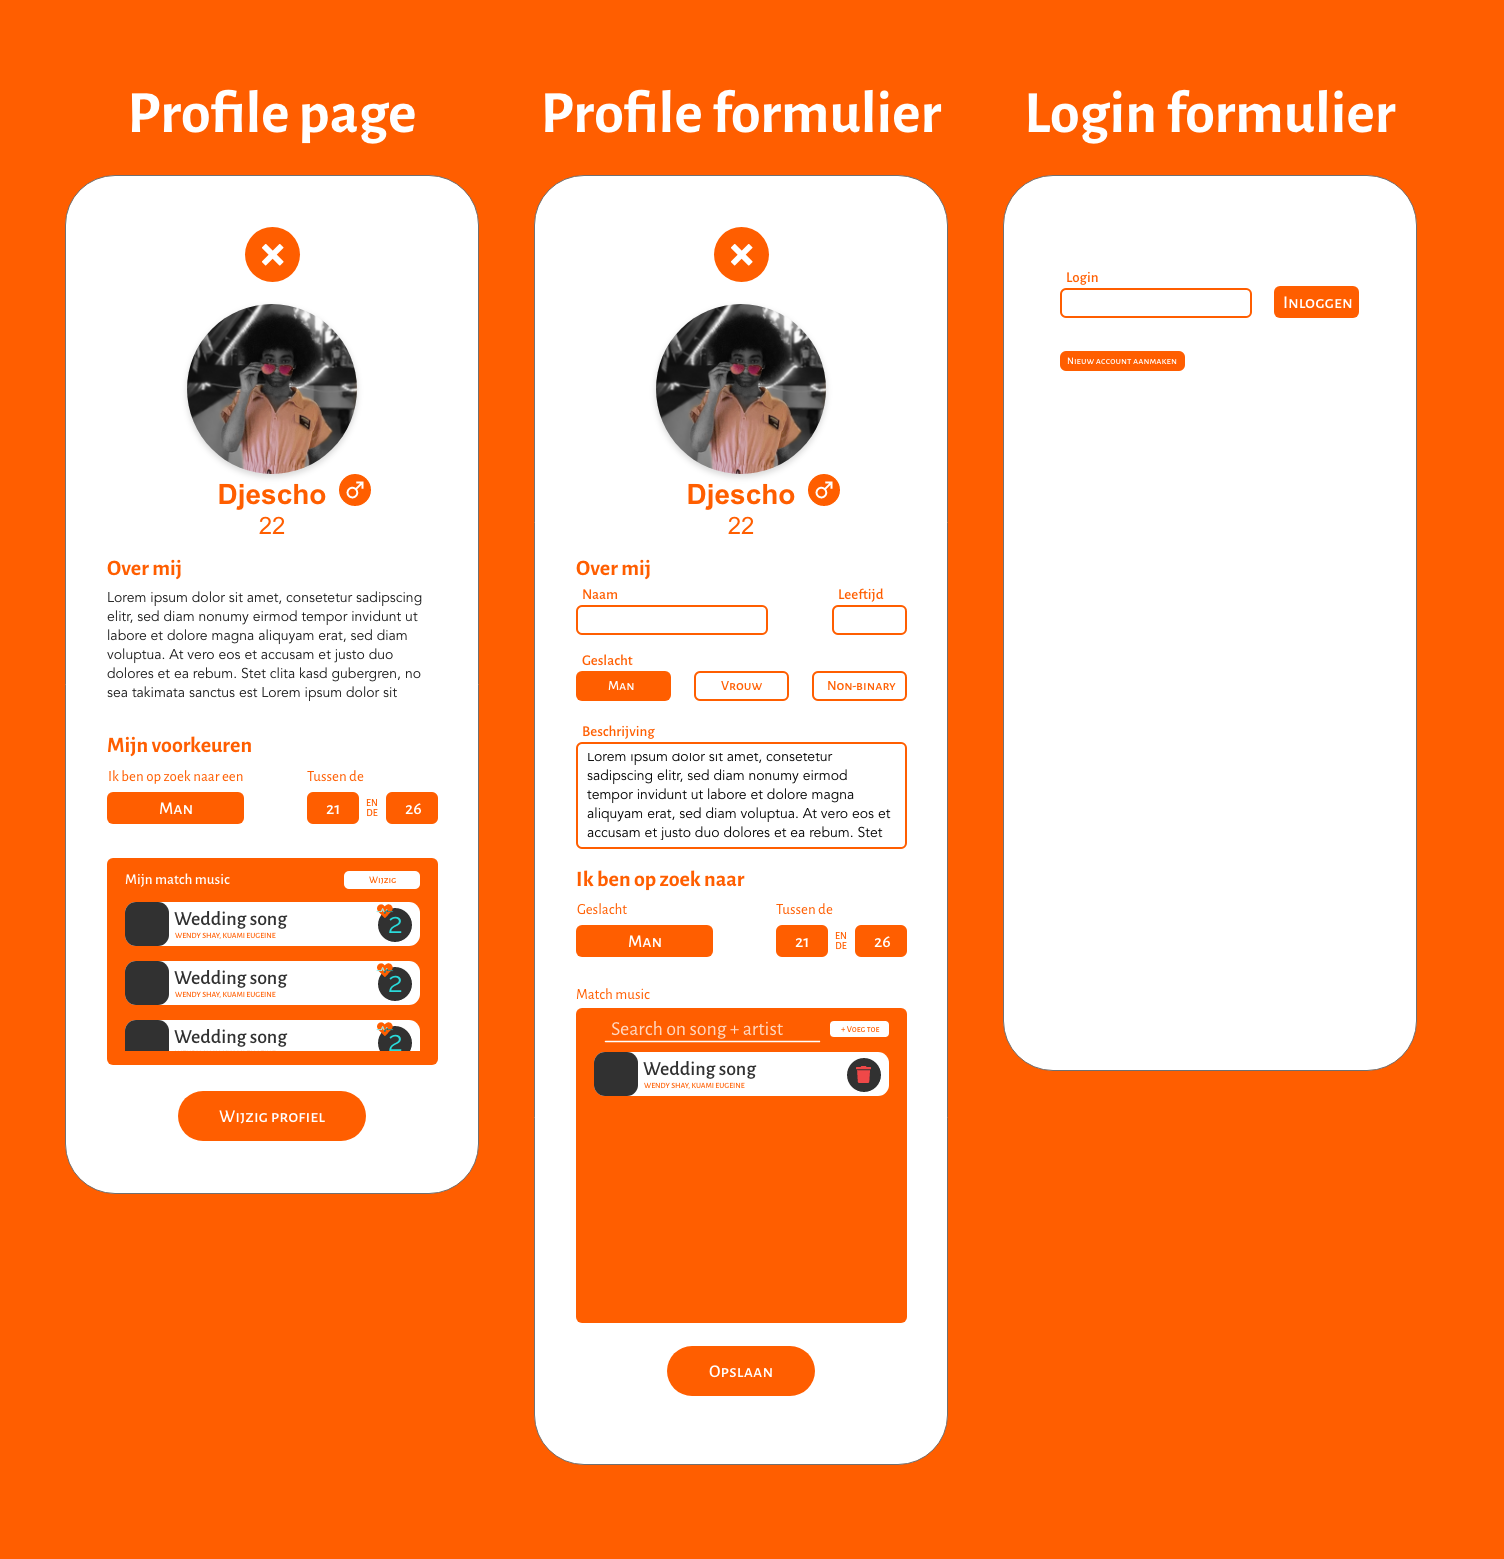 Profile page
Djescho
22
Over mij
Lorem ipsum dolor sit amet, consetetur sadipscing
elitr, sed diam nonumy eirmod tempor invidunt ut
labore et dolore magna aliquyam erat, sed diam
voluptua. At vero eos et accusam et justo duo
dolores et ea rebum. Stet clita kasd gubergren, no
sea takimata sanctus est Lorem ipsum dolor sit
Mijn voorkeuren
Ik ben op zoek naar een
Tussen de
Man
21
EN
DE
26
Mijn match music
Wijzig
Wedding song
WENDY SHAY, KUAMI EUGEINE
2
Wedding song
WENDY SHAY, KUAMI EUGEINE
2
Wedding song
2
Wijzig profiel
Profile formulier
Djescho
22
Over mij
Naam
Leeftijd
Geslacht
Man
Vrouw
Non-binary
Beschrijving
Lorem ipsum dolor sit amet, consetetur
sadipscing elitr, sed diam nonumy eirmod
tempor invidunt ut labore et dolore magna
aliquyam erat, sed diam voluptua. At vero eos et
accusam et justo duo dolores et ea rebum. Stet
Ik ben op zoek naar
Geslacht
Tussen de
Man
21
EN
DE
26
Match music
Search on song + artist
+ Voeg toe
Wedding song
WENDY SHAY, KUAMI EUGEINE
Opslaan
Login formulier
Login
Inloggen
Nieuw account aanmaken